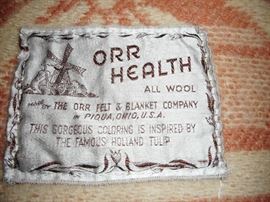 ORR
HEALTH
ALL WOOL
MADE BY THE ORR FELT & BLANKET COMPANY
IN PIQUA, OHIO, U.S.A.
THIS GORGEOUS COLORING IS INSPIRED BY
THE FAMOUS HOLLAND TULIP